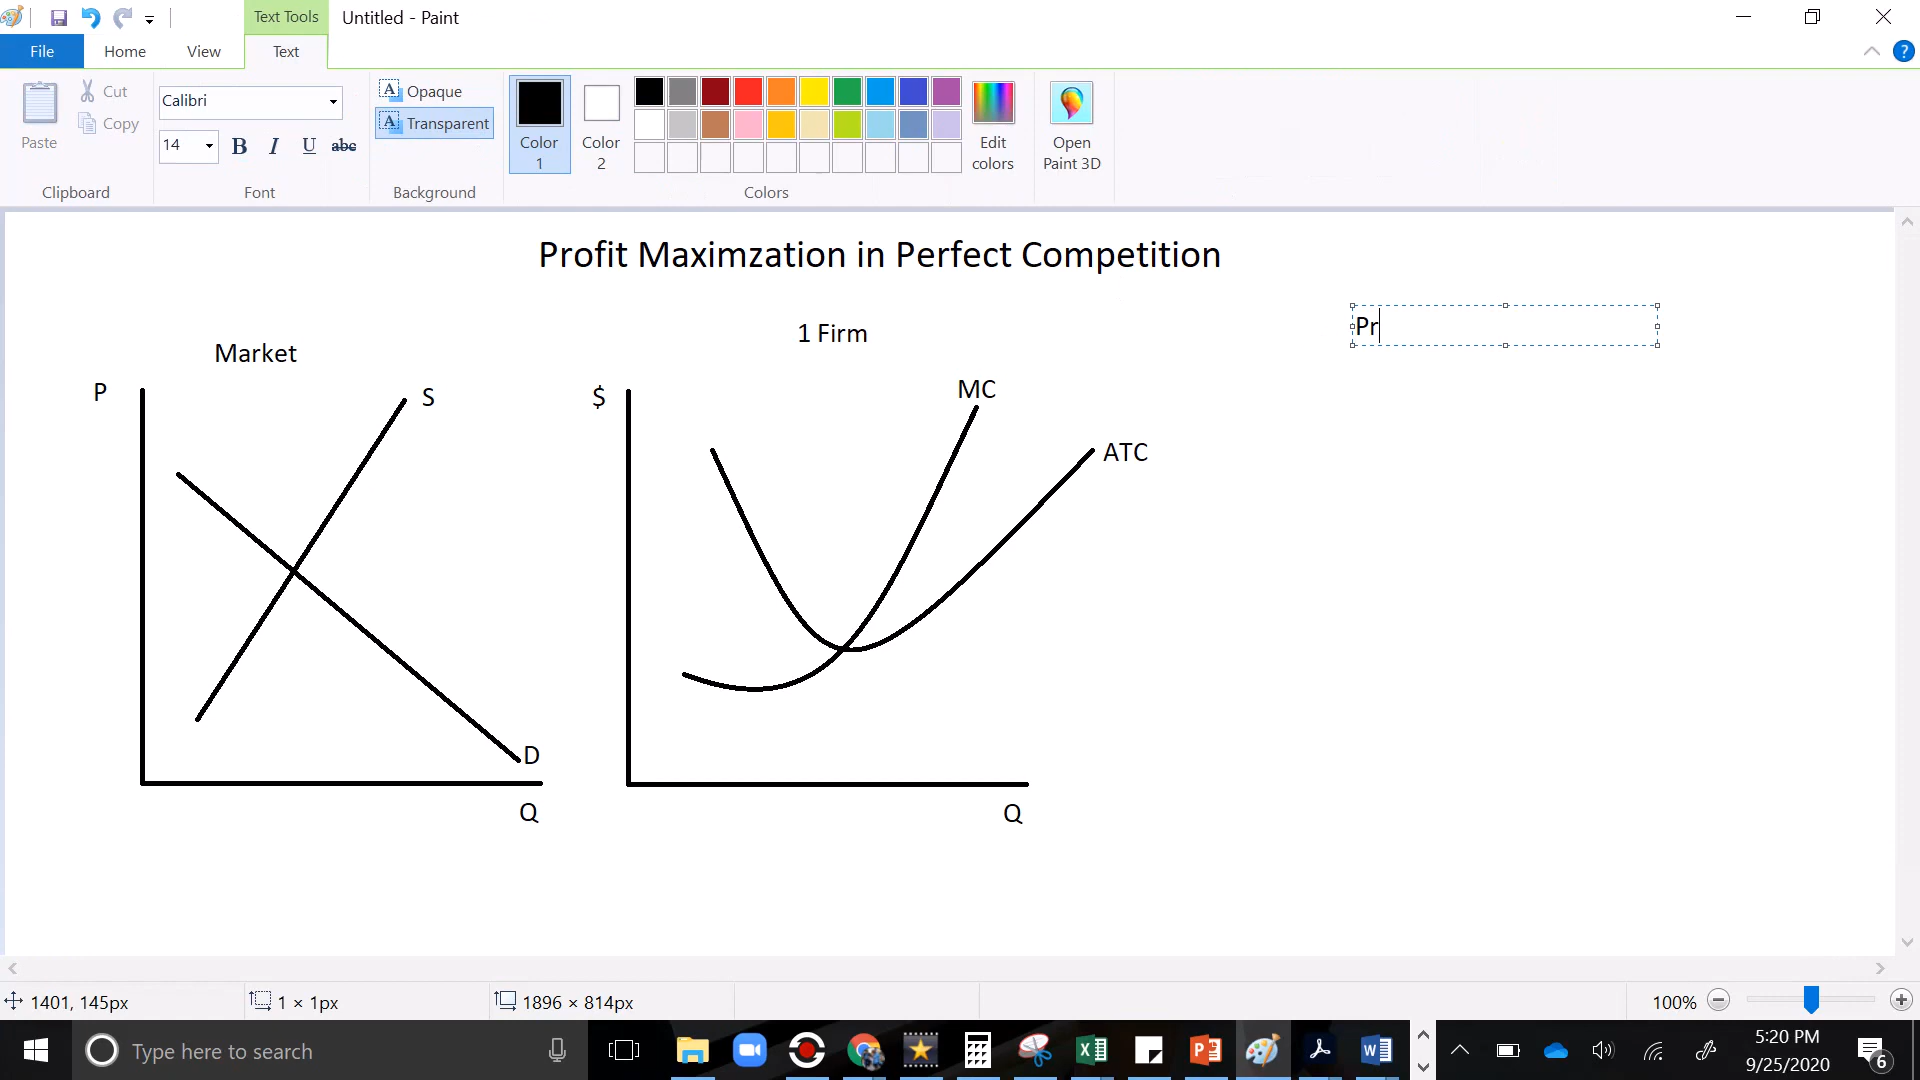 Text Tools
Untitled - Paint
File
Home
View
Text
?
Paste
Cut
Copy
Clipboard
Calibri
14
B
I
U
abc
Font
A Opaque
A Transparent
Background
Color
1
Color
2
Colors
Edit
colors
Open
Paint 3D
Profit Maximzation in Perfect Competition
Market
P
S
D
Q
1 Firm
$
MC
ATC
Q
Pr
1401, 145px
1 × 1px
1896 × 814px
100%
Type here to search
5:20 PM
9/25/2020
6